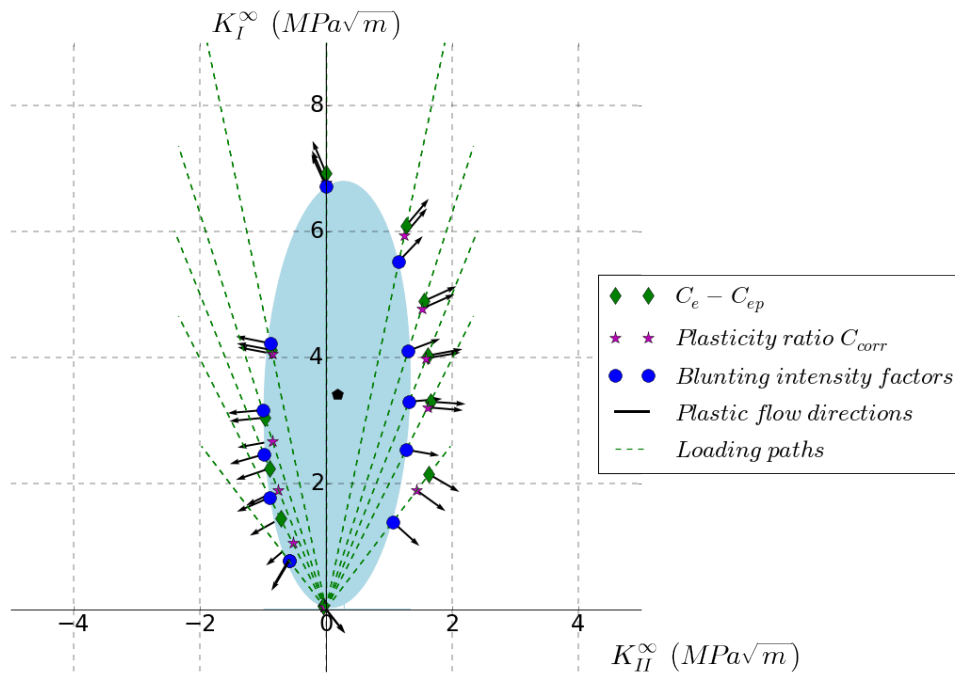 K_I^∞ (MPa√m)
8
6
4
2
−4 −2 0 2 4
K_II^∞ (MPa√m)
C_e − C_ep
Plasticity ratio C_corr
Blunting intensity factors
Plastic flow directions
Loading paths